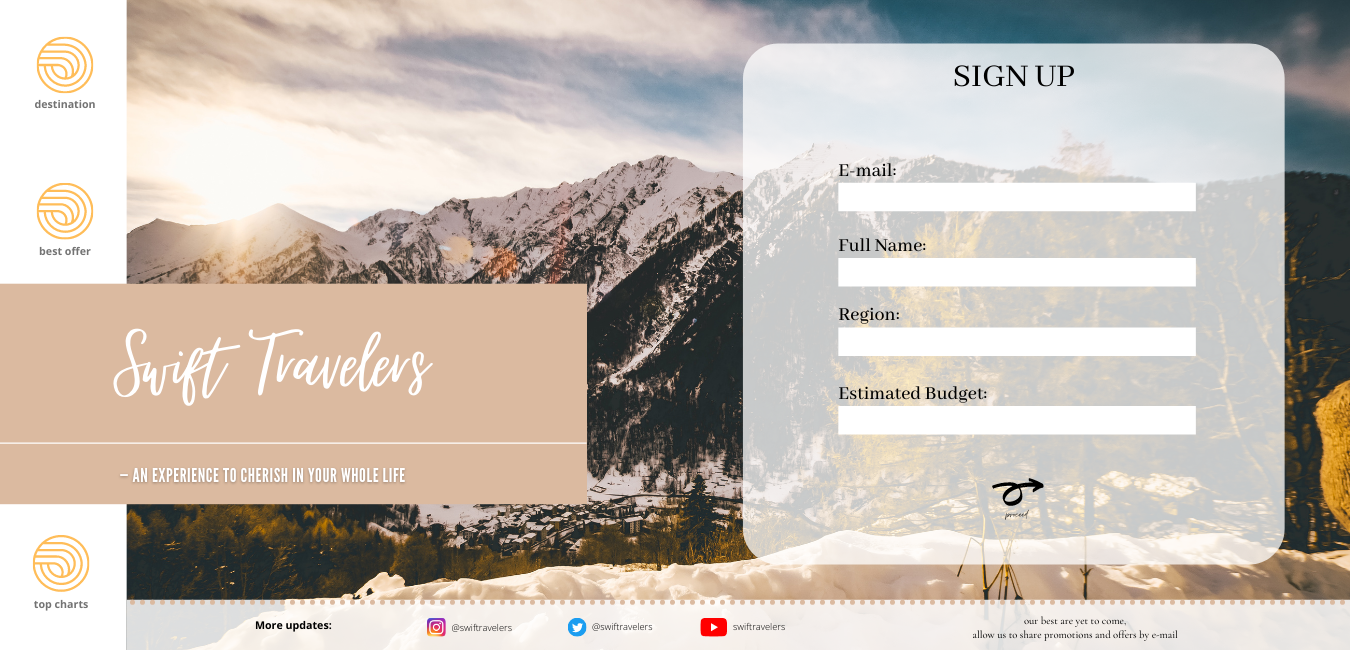 destination
best offer
Swift Travelers
– AN EXPERIENCE TO CHERISH IN YOUR WHOLE LIFE
top charts
SIGN UP
E-mail:
Full Name:
Region:
Estimated Budget:
proceed
More updates:
@swiftravelers
@swiftravelers
swiftravelers
our best are yet to come,
allow us to share promotions and offers by e-mail